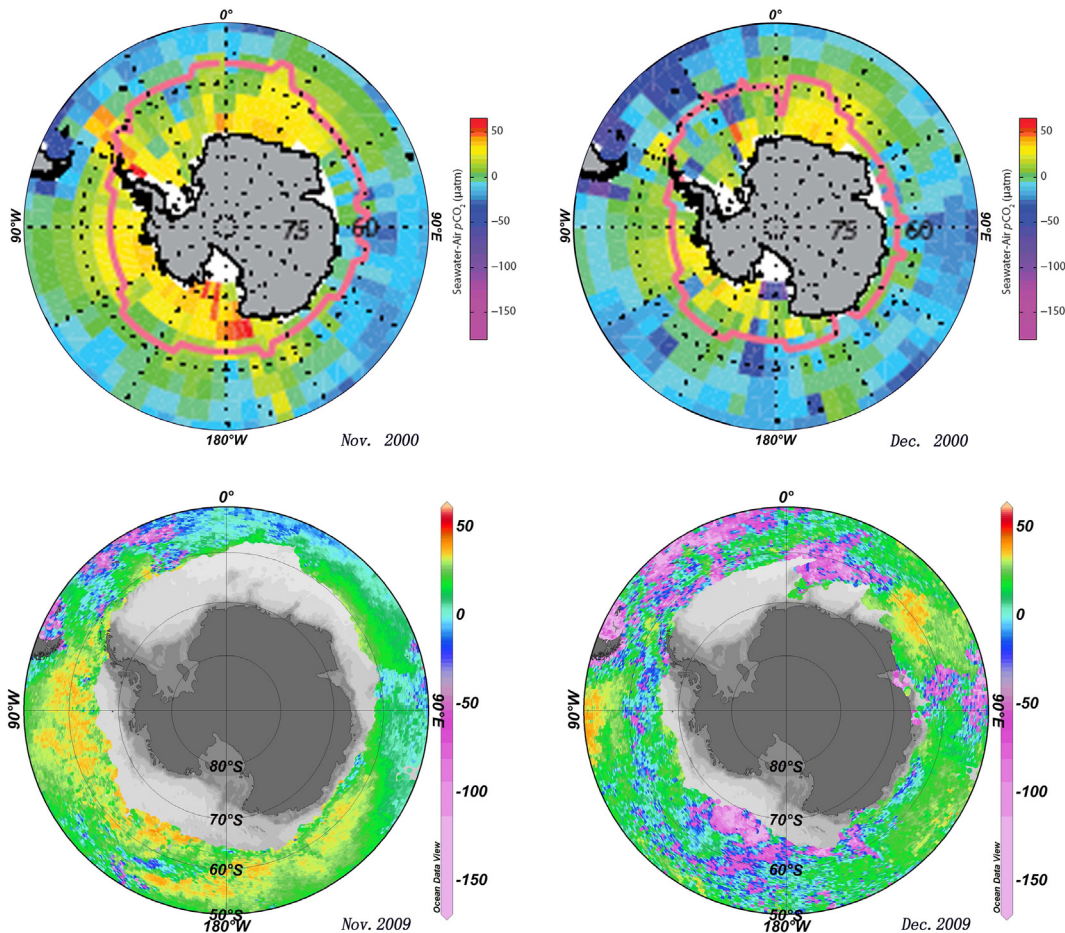 0°
0°
50
0
−50
−100
−150
Seawater-Air pCO₂ (µatm)
50
0
−50
−100
−150
Seawater-Air pCO₂ (µatm)
90°W
75
60
90°E
90°W
75
60
90°E
180°W
Nov. 2000
180°W
Dec. 2000
0°
0°
50
0
-50
-100
-150
Ocean Data View
50
0
-50
-100
-150
Ocean Data View
90°W
90°E
90°W
90°E
80°S
70°S
60°S
50°S
80°S
70°S
60°S
50°S
180°W
Nov.2009
180°W
Dec.2009